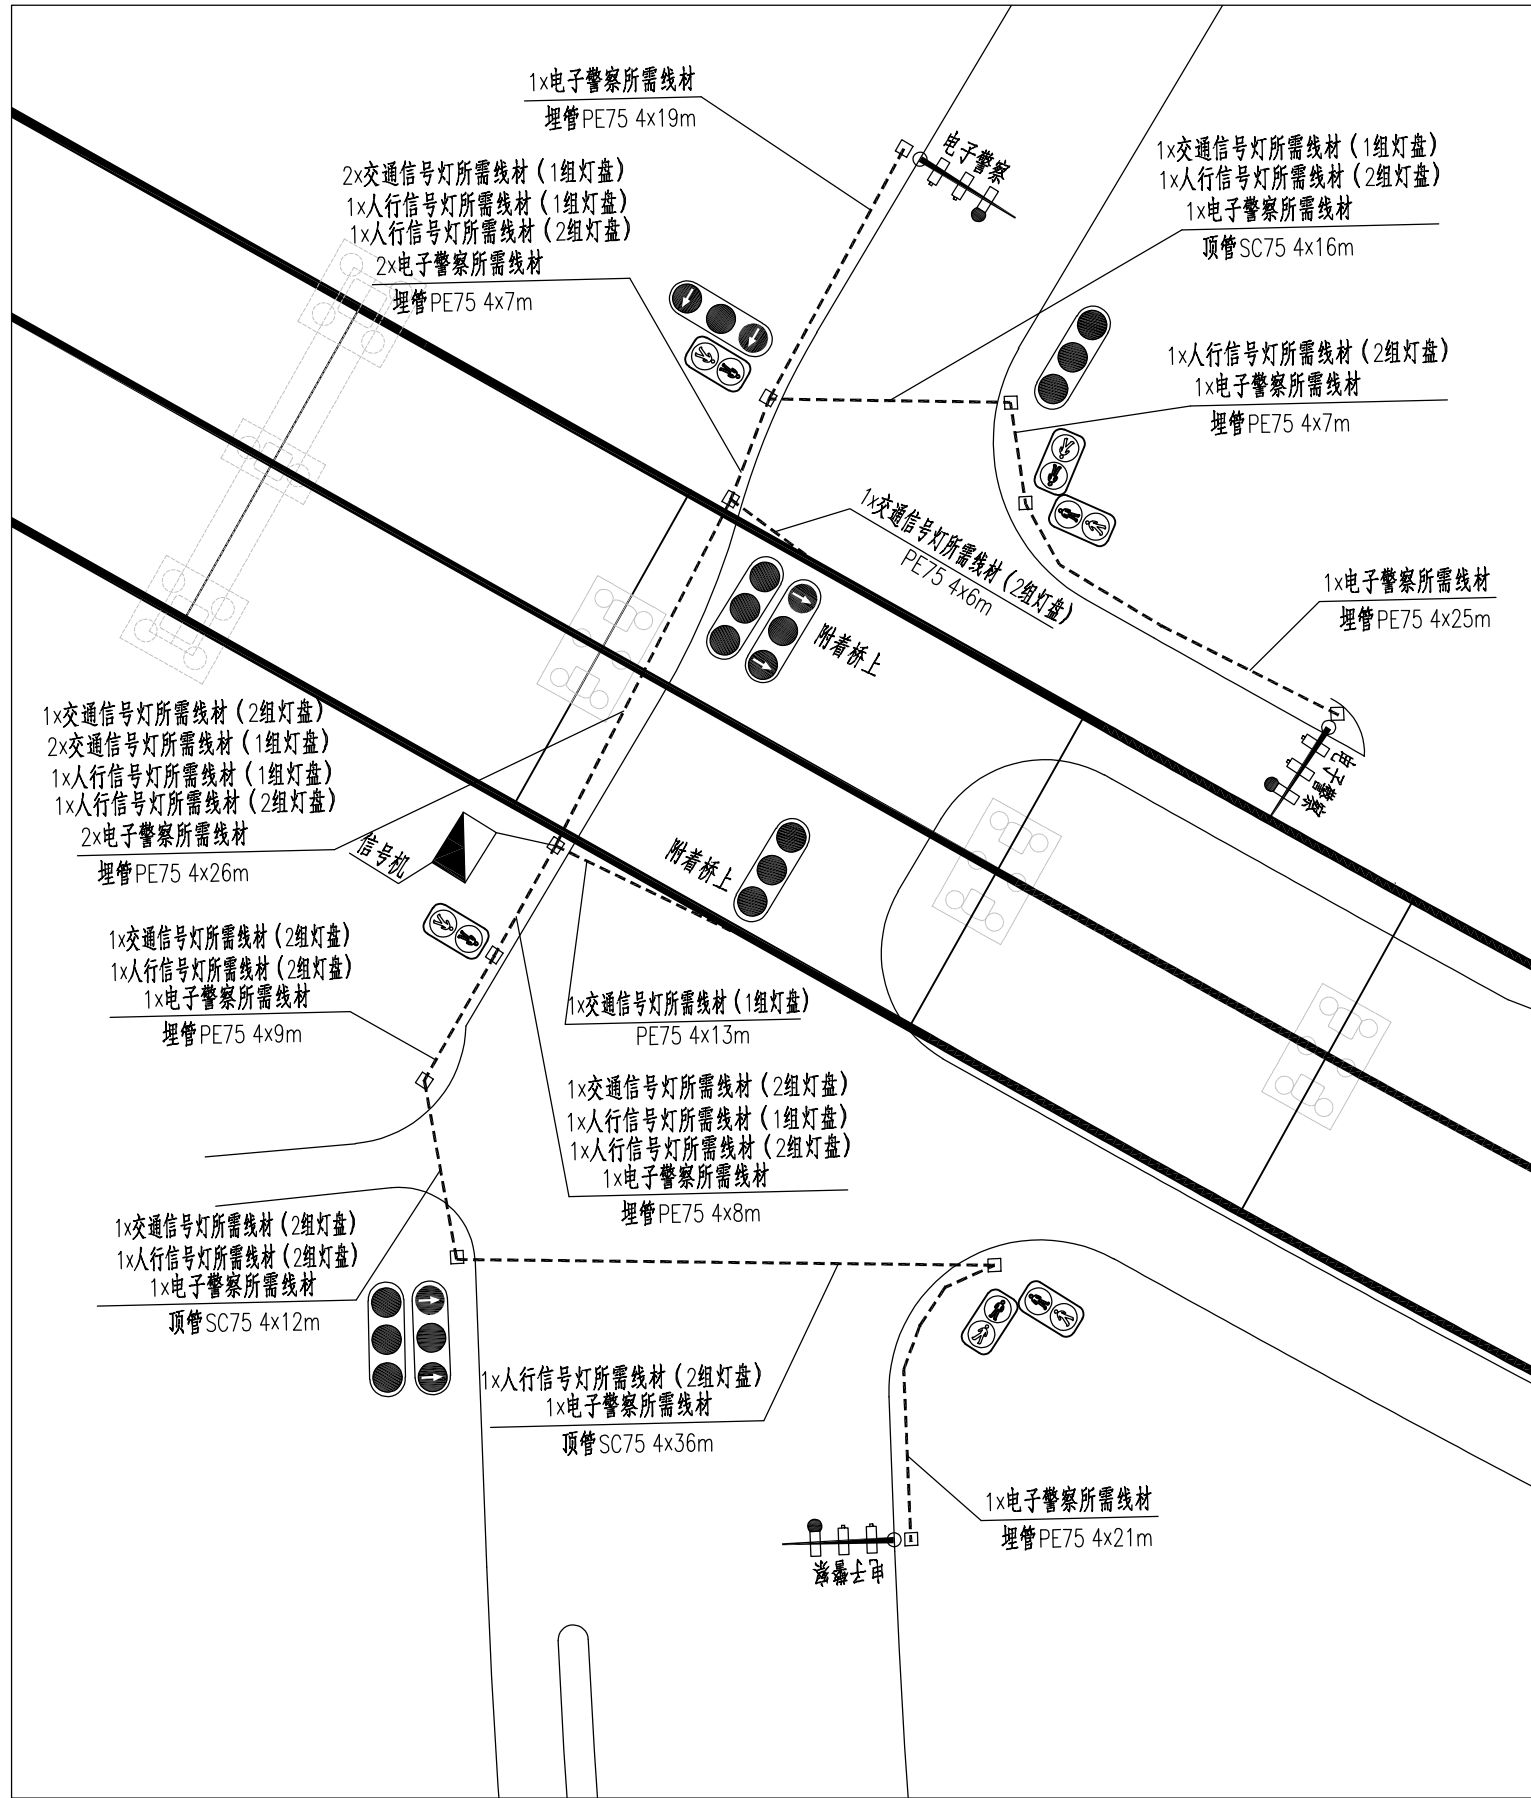 1x电子警察所需线材
埋管PE75 4x19m
电子警察
1x交通信号灯所需线材（1组灯盘）
1x人行信号灯所需线材（2组灯盘）
1x电子警察所需线材
顶管SC75 4x16m
2x交通信号灯所需线材（1组灯盘）
1x人行信号灯所需线材（1组灯盘）
1x人行信号灯所需线材（2组灯盘）
2x电子警察所需线材
埋管PE75 4x7m
1x人行信号灯所需线材（2组灯盘）
1x电子警察所需线材
埋管PE75 4x7m
1x交通信号灯所需线材（2组灯盘）
PE75 4x6m
1x电子警察所需线材
埋管PE75 4x25m
附着桥上
1x交通信号灯所需线材（2组灯盘）
2x交通信号灯所需线材（1组灯盘）
1x人行信号灯所需线材（1组灯盘）
1x人行信号灯所需线材（2组灯盘）
2x电子警察所需线材
埋管PE75 4x26m
电子警察
信号机
附着桥上
1x交通信号灯所需线材（2组灯盘）
1x人行信号灯所需线材（2组灯盘）
1x电子警察所需线材
埋管PE75 4x9m
1x交通信号灯所需线材（1组灯盘）
PE75 4x13m
1x交通信号灯所需线材（2组灯盘）
1x人行信号灯所需线材（1组灯盘）
1x人行信号灯所需线材（2组灯盘）
1x电子警察所需线材
埋管PE75 4x8m
1x交通信号灯所需线材（2组灯盘）
1x人行信号灯所需线材（2组灯盘）
1x电子警察所需线材
顶管SC75 4x12m
1x人行信号灯所需线材（2组灯盘）
1x电子警察所需线材
顶管SC75 4x36m
1x电子警察所需线材
埋管PE75 4x21m
电子警察